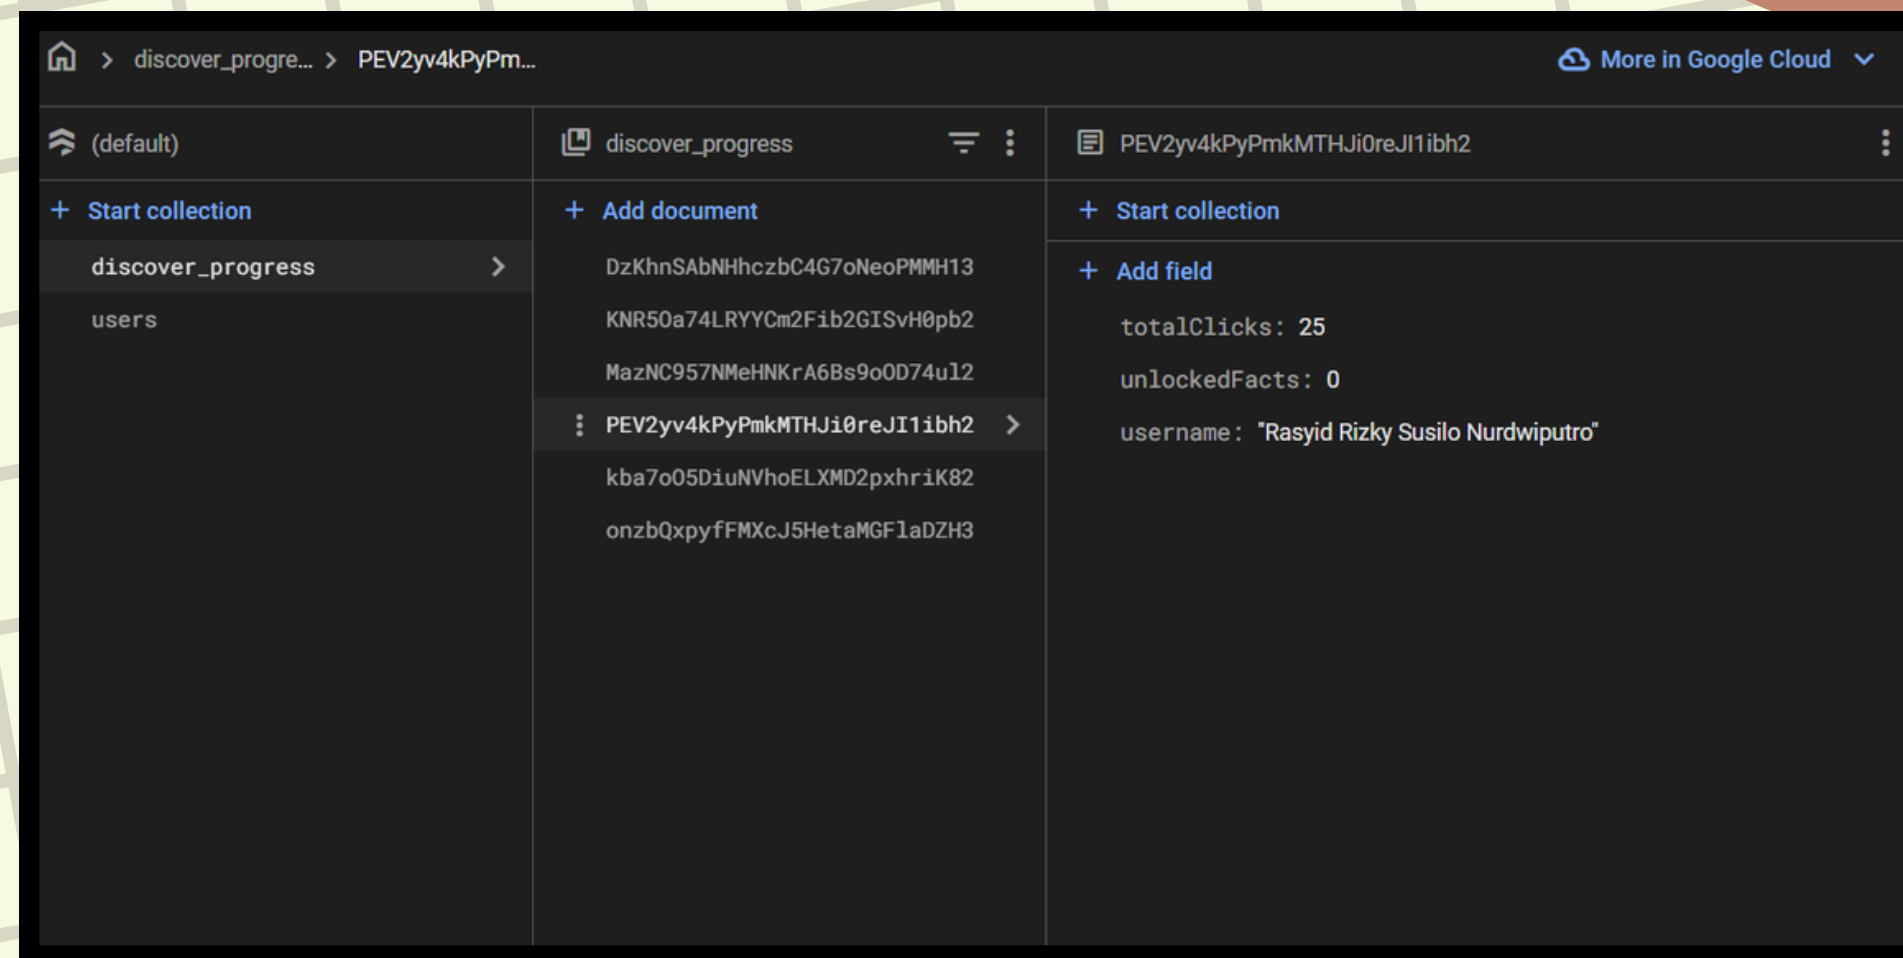 discover_progre... > PEV2yv4kPyPm...
More in Google Cloud
(default)
discover_progress
PEV2yv4kPyPmkMTHJi0reJI1ibh2
+ Start collection
+ Add document
+ Start collection
discover_progress
users
DzKhnSAbNHhczbC4G7oNeoPMMH13
KNR5Oa74LRYYCm2Fib2GISvH0pb2
MazNC957NMeHNKrA6Bs9oOD74ul2
PEV2yv4kPyPmkMTHJi0reJI1ibh2
kba7oO5DiuNVhoELXMD2pxhriK82
onzbQxpyfFMXcJ5HetaMGFlaDZH3
+ Add field
totalClicks: 25
unlockedFacts: 0
username: "Rasyid Rizky Susilo Nurdwiputro"